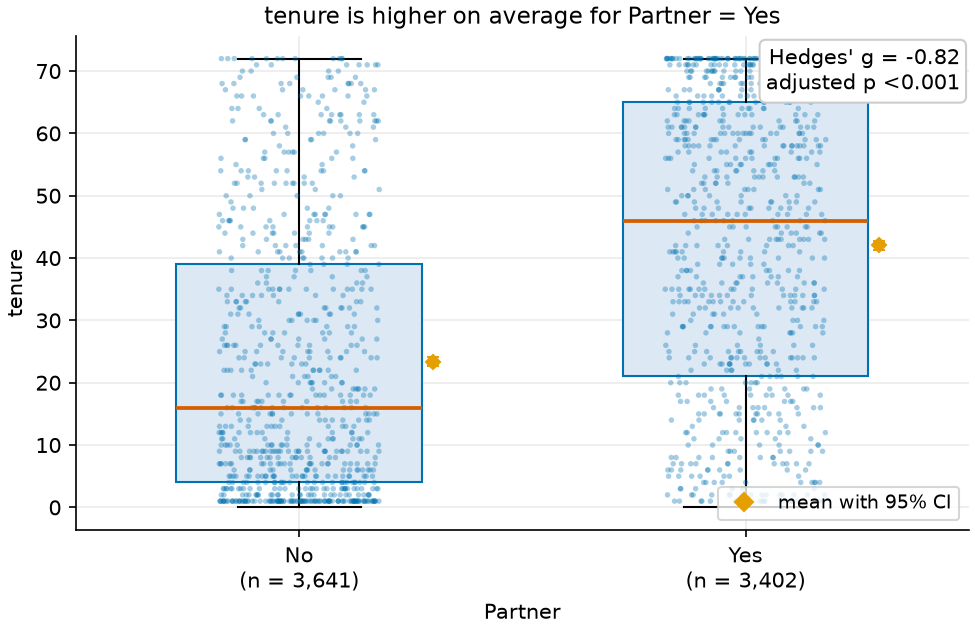 tenure is higher on average for Partner = Yes
Hedges' g = -0.82
adjusted p <0.001
70
60
50
40
30
20
10
0
tenure
mean with 95% CI
No
(n = 3,641)
Yes
(n = 3,402)
Partner